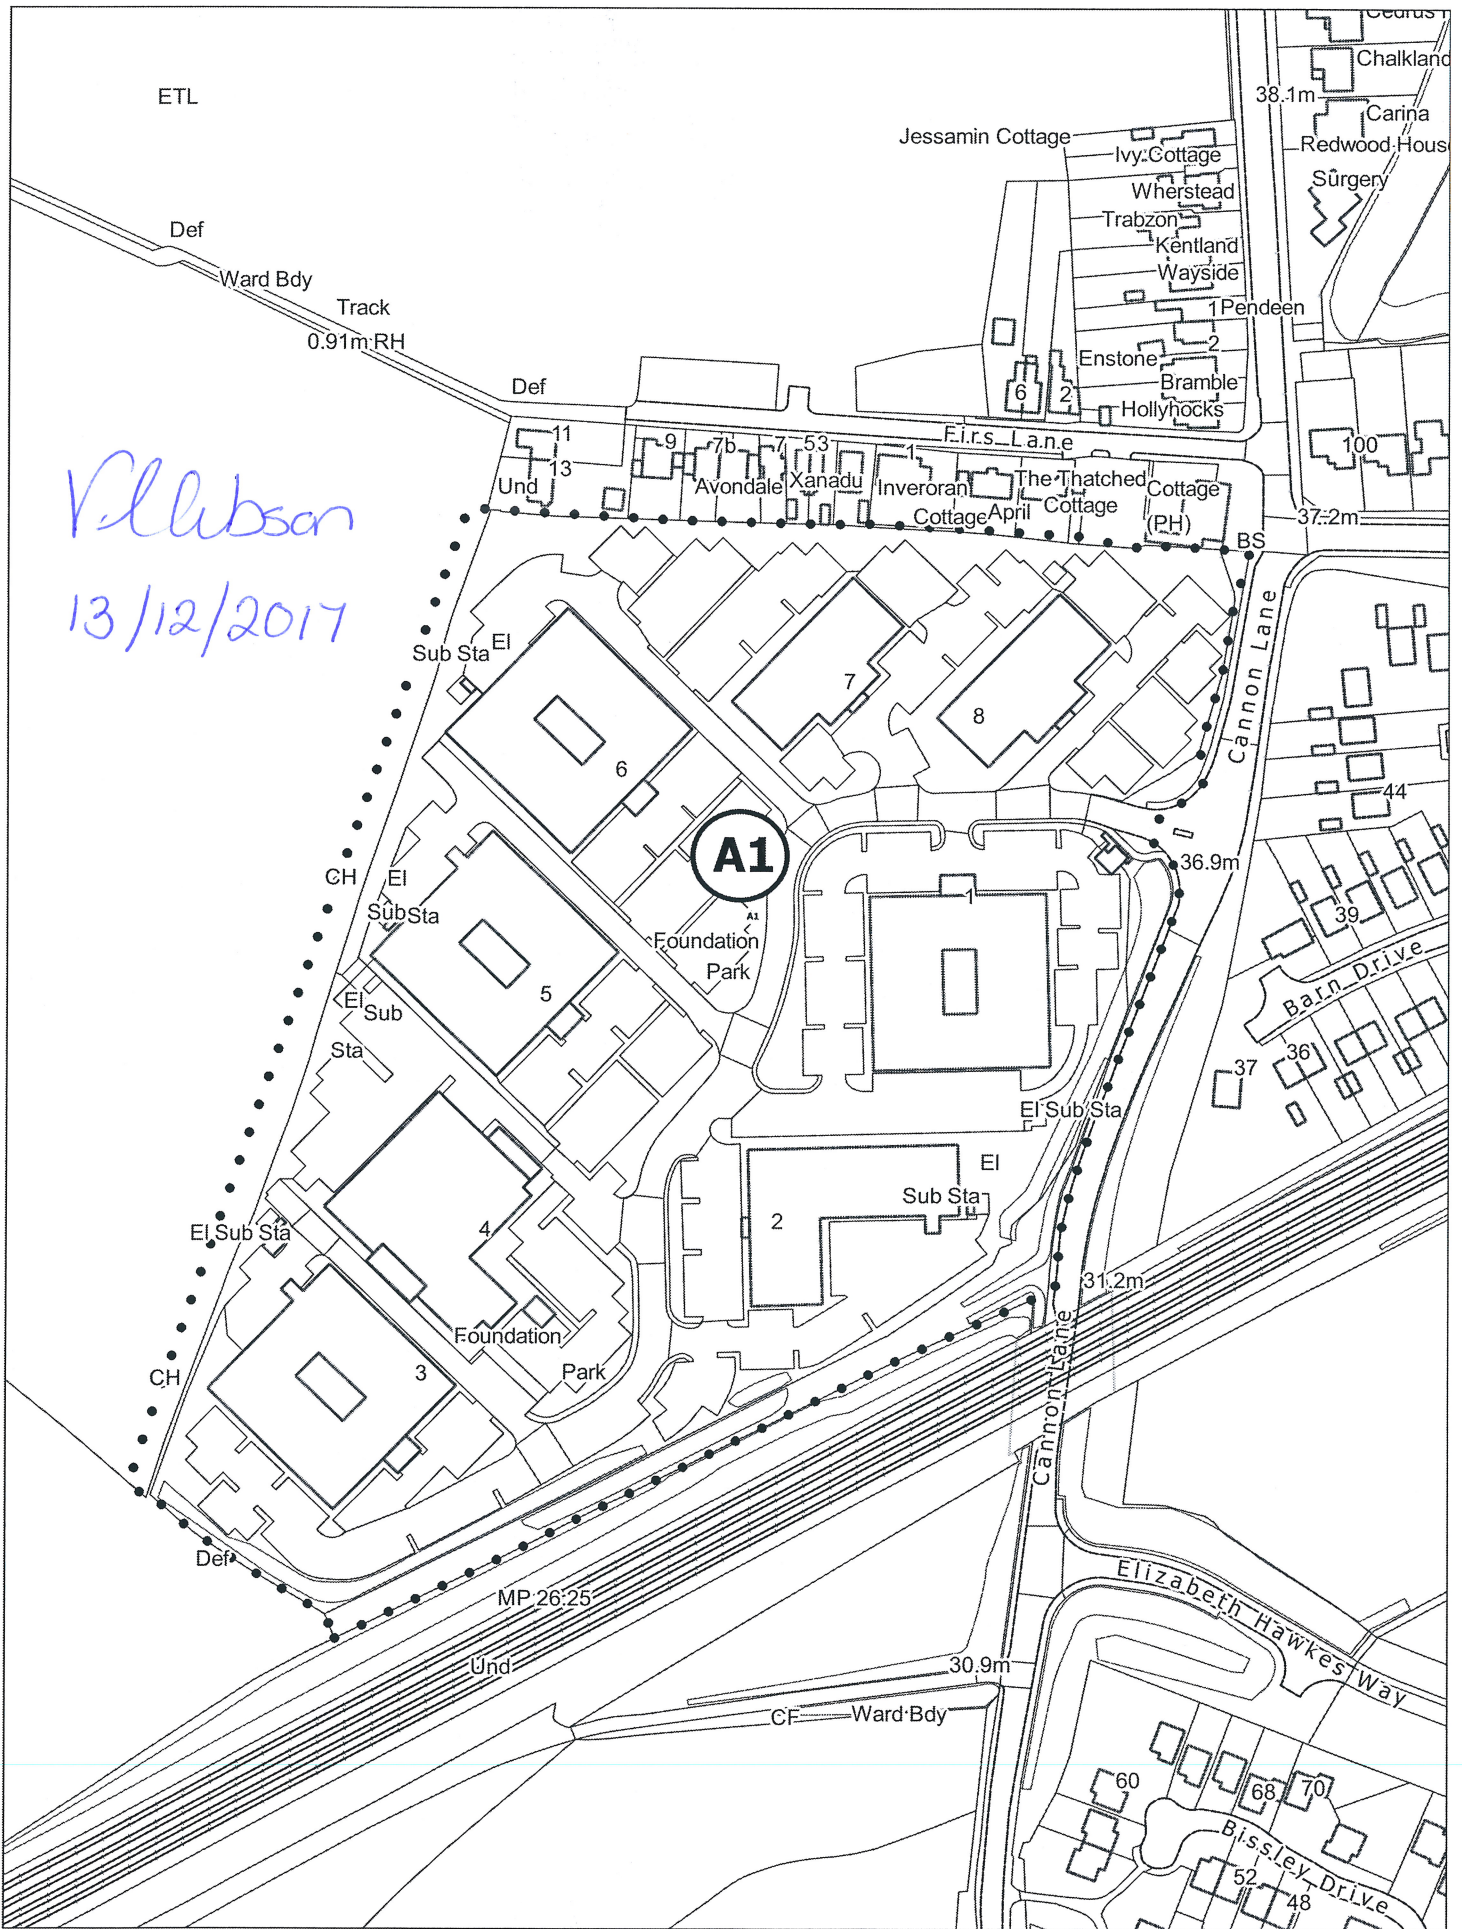 Cedrus H
Chalkland
ETL
38.1m
Carina
Jessamin Cottage
Redwood Hous
Ivy Cottage
Surgery
Wherstead
Trabzon
Def
Kentland
Ward Bdy
Wayside
Track
1 Pendeen
0.91m RH
2
Enstone
Def
Bramble
6
2
Hollyhocks
11
9
7b
7
53
1
Firs Lane
100
13
Und
Avondale
Xanadu
Inveroran
The Thatched
Cottage
Cottage
Cottage
April
(PH)
37.2m
BS
13/12/2017
El
Sub Sta
Cannon Lane
7
8
6
44
A1
36.9m
CH
El
1
Sub Sta
39
A1
Foundation
Park
Barn Drive
5
El Sub
Sta
36
37
El Sub Sta
El
Sub Sta
2
4
El Sub Sta
31.2m
Foundation
Park
3
CH
Cannon Lane
Def
MP 26.25
Elizabeth Hawkes Way
Und
30.9m
CF
Ward Bdy
60
68
70
Bissley Drive
52
48